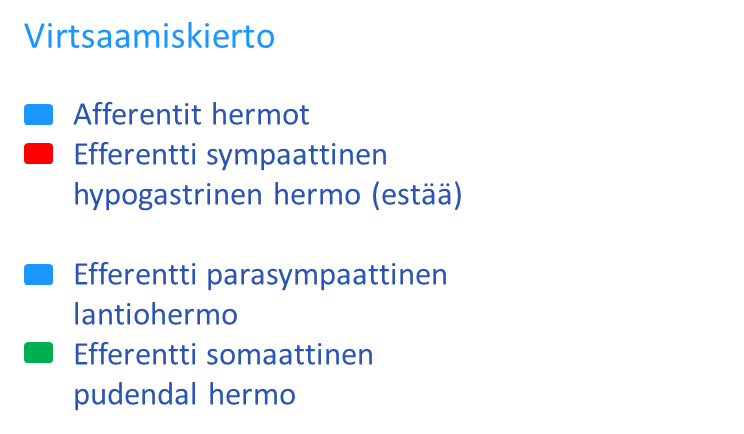 Virtsaamiskierto
Afferentit hermot
Efferentti sympaattinen
hypogastrinen hermo (estää)
Efferentti parasympaattinen
lantiohermo
Efferentti somaattinen
pudendal hermo